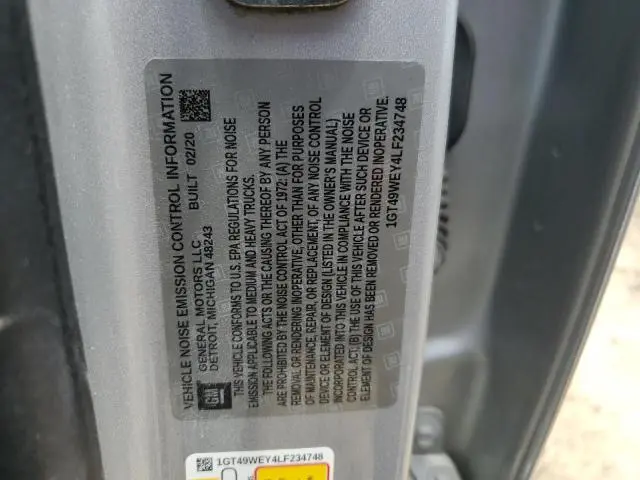 VEHICLE NOISE EMISSION CONTROL INFORMATION
GM
GENERAL MOTORS LLC BUILT 02/20
DETROIT, MICHIGAN 48243
THIS VEHICLE CONFORMS TO U.S. EPA REGULATIONS FOR NOISE
EMISSION APPLICABLE TO MEDIUM AND HEAVY TRUCKS.
THE FOLLOWING ACTS OR THE CAUSING THEREOF BY ANY PERSON
ARE PROHIBITED BY THE NOISE CONTROL ACT OF 1972: (A) THE
REMOVAL OR RENDERING INOPERATIVE, OTHER THAN FOR PURPOSES
OF MAINTENANCE, REPAIR, OR REPLACEMENT, OF ANY NOISE CONTROL
DEVICE OR ELEMENT OF DESIGN (LISTED IN THE OWNER'S MANUAL)
INCORPORATED INTO THIS VEHICLE IN COMPLIANCE WITH THE NOISE
CONTROL ACT; (B) THE USE OF THIS VEHICLE AFTER SUCH DEVICE OR
ELEMENT OF DESIGN HAS BEEN REMOVED OR RENDERED INOPERATIVE.
1GT49WEY4LF234748
1GT49WEY4LF234748